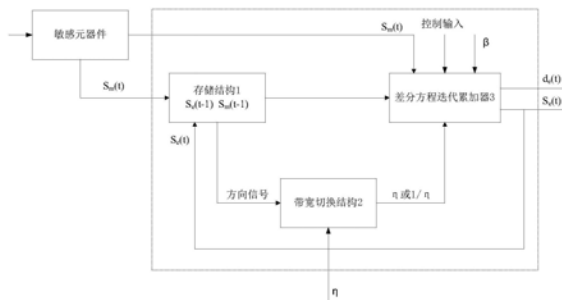 敏感元器件
Sm(t)
控制输入
β
Sm(t)
存储结构1
Se(t-1) Sm(t-1)
差分方程迭代累加器3
de(t)
Se(t)
Se(t)
方向信号
带宽切换结构2
η或1/η
η